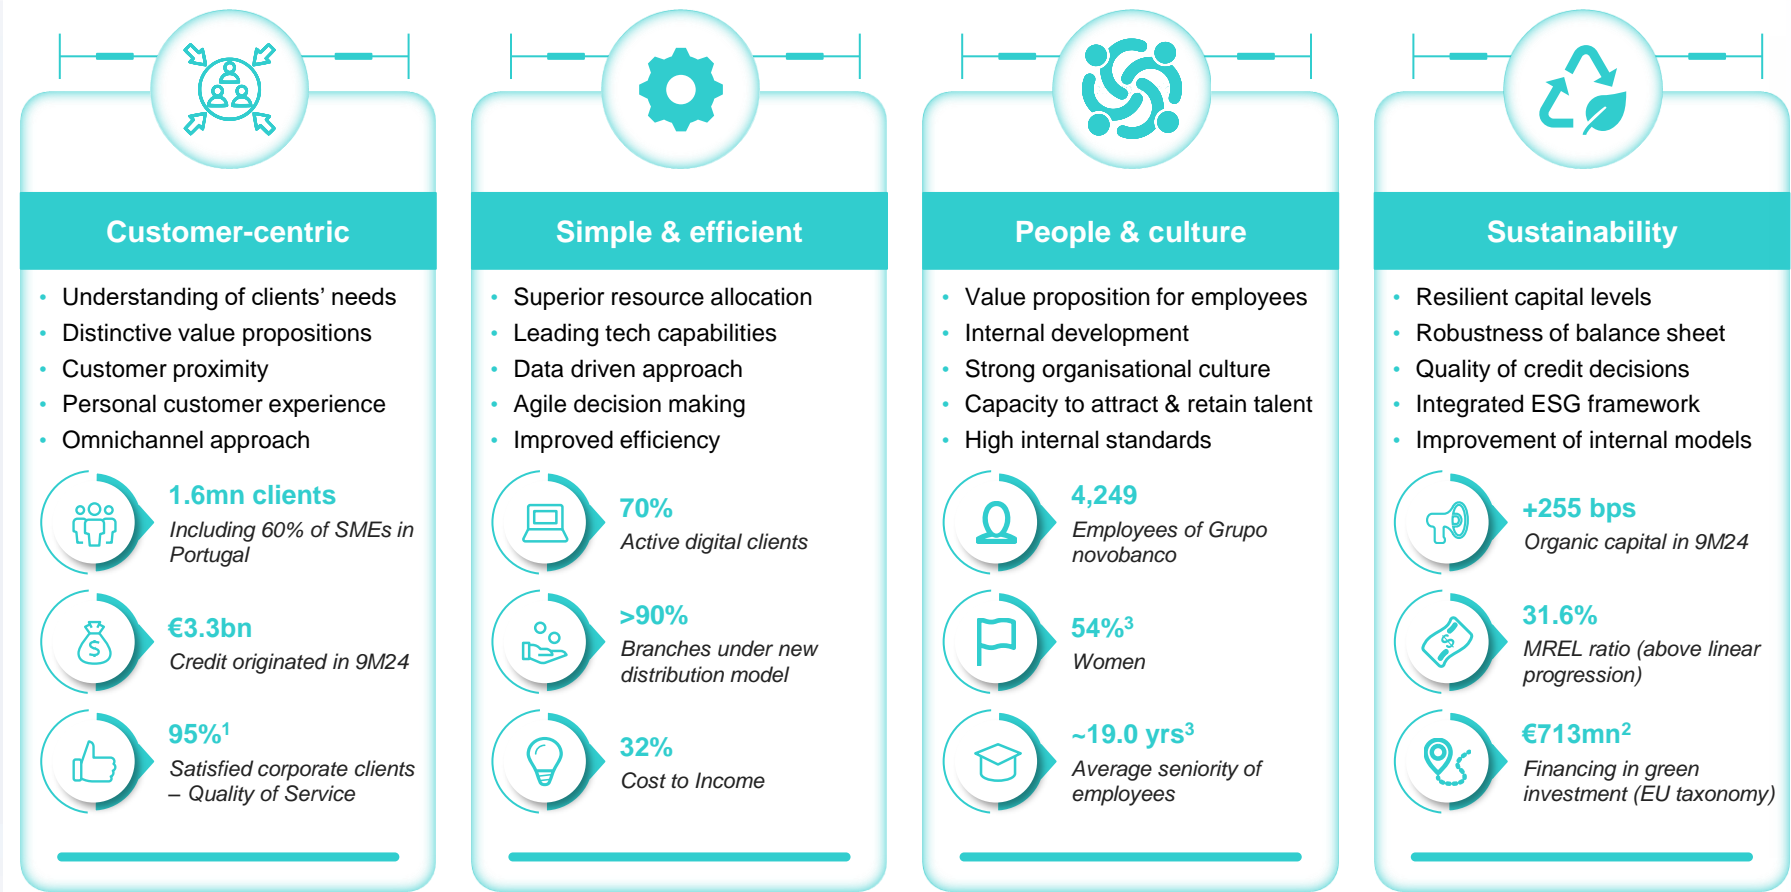 Customer-centric
• Understanding of clients’ needs
• Distinctive value propositions
• Customer proximity
• Personal customer experience
• Omnichannel approach
1.6mn clients
Including 60% of SMEs in
Portugal
€3.3bn
Credit originated in 9M24
95%¹
Satisfied corporate clients
– Quality of Service
Simple & efficient
• Superior resource allocation
• Leading tech capabilities
• Data driven approach
• Agile decision making
• Improved efficiency
70%
Active digital clients
>90%
Branches under new
distribution model
32%
Cost to Income
People & culture
• Value proposition for employees
• Internal development
• Strong organisational culture
• Capacity to attract & retain talent
• High internal standards
4,249
Employees of Grupo
novobanco
54%³
Women
~19.0 yrs³
Average seniority of
employees
Sustainability
• Resilient capital levels
• Robustness of balance sheet
• Quality of credit decisions
• Integrated ESG framework
• Improvement of internal models
+255 bps
Organic capital in 9M24
31.6%
MREL ratio (above linear
progression)
€713mn²
Financing in green
investment (EU taxonomy)